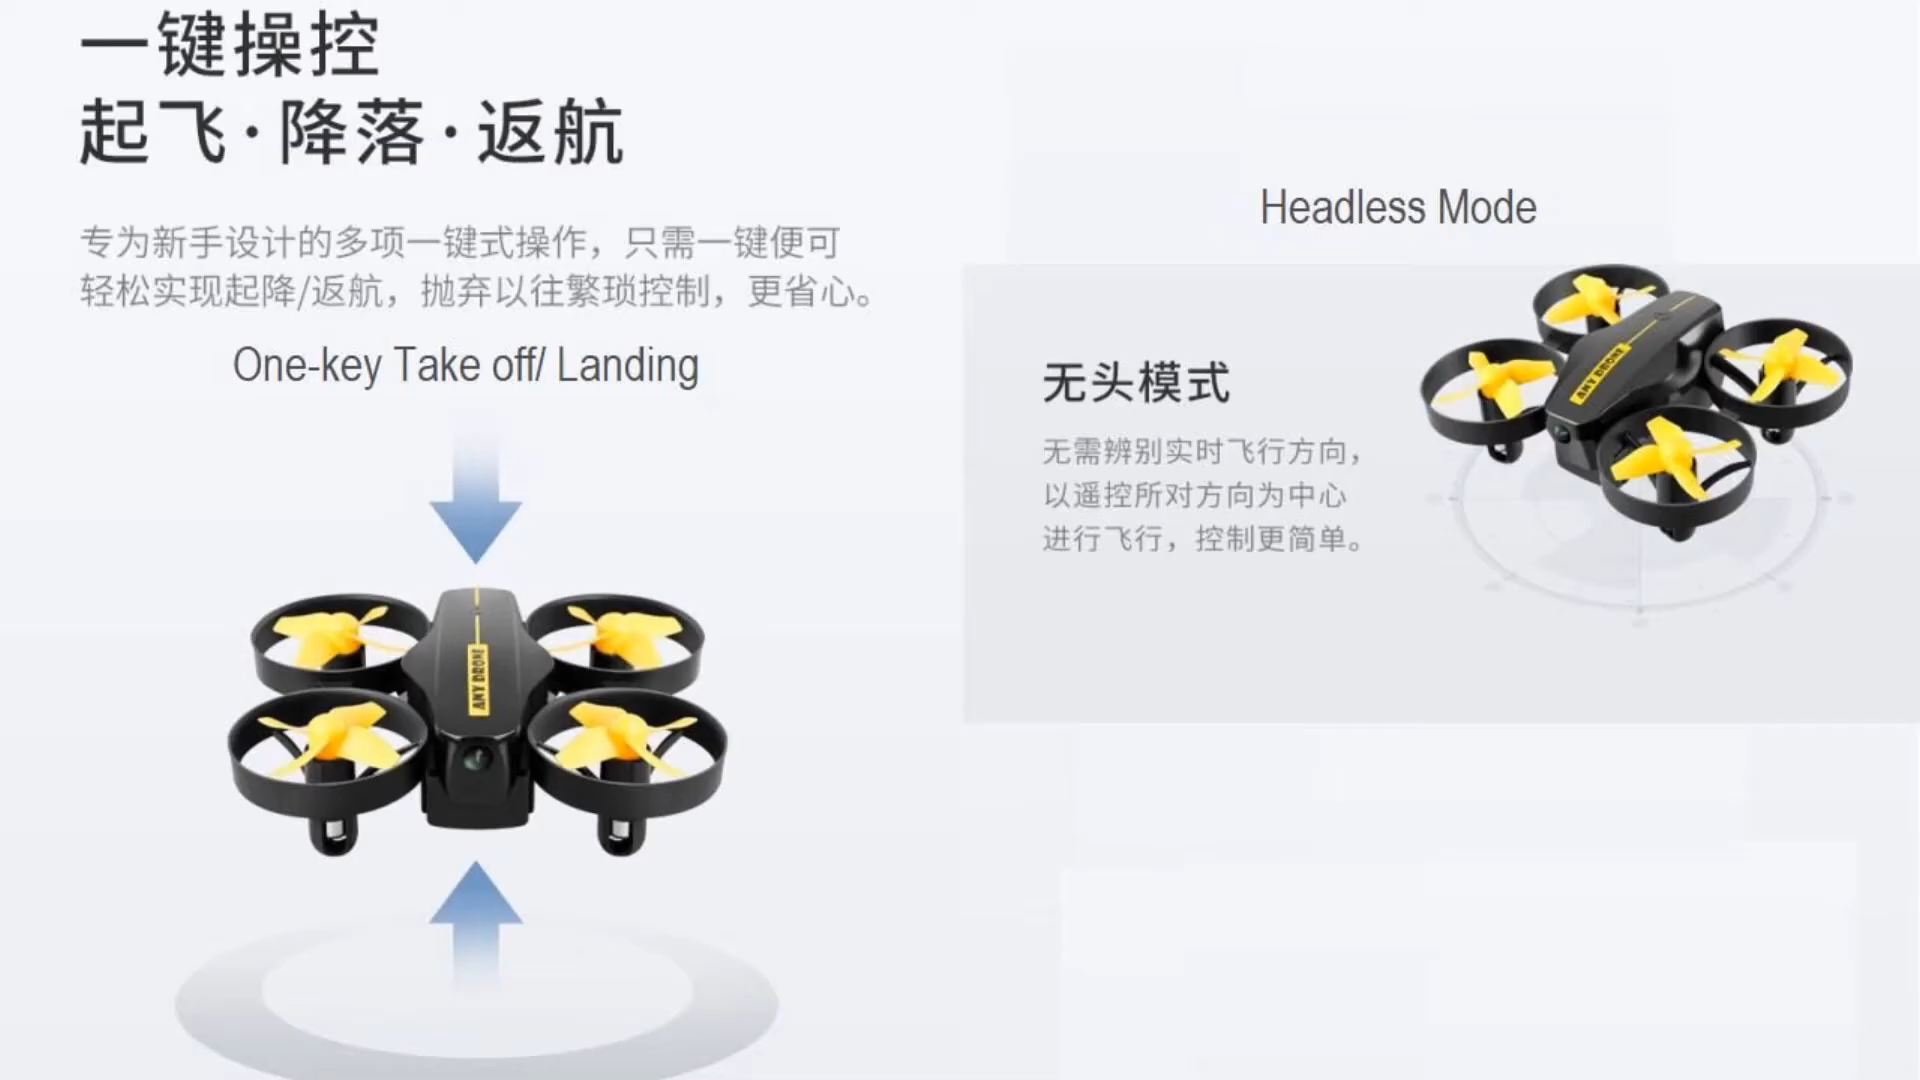 一键操控
起飞·降落·返航
专为新手设计的多项一键式操作，只需一键便可
轻松实现起降/返航，抛弃以往繁琐控制，更省心。
One-key Take off/ Landing
ANY DRONE
Headless Mode
无头模式
无需辨别实时飞行方向，
以遥控所对方向为中心
进行飞行，控制更简单。
ANY DRONE